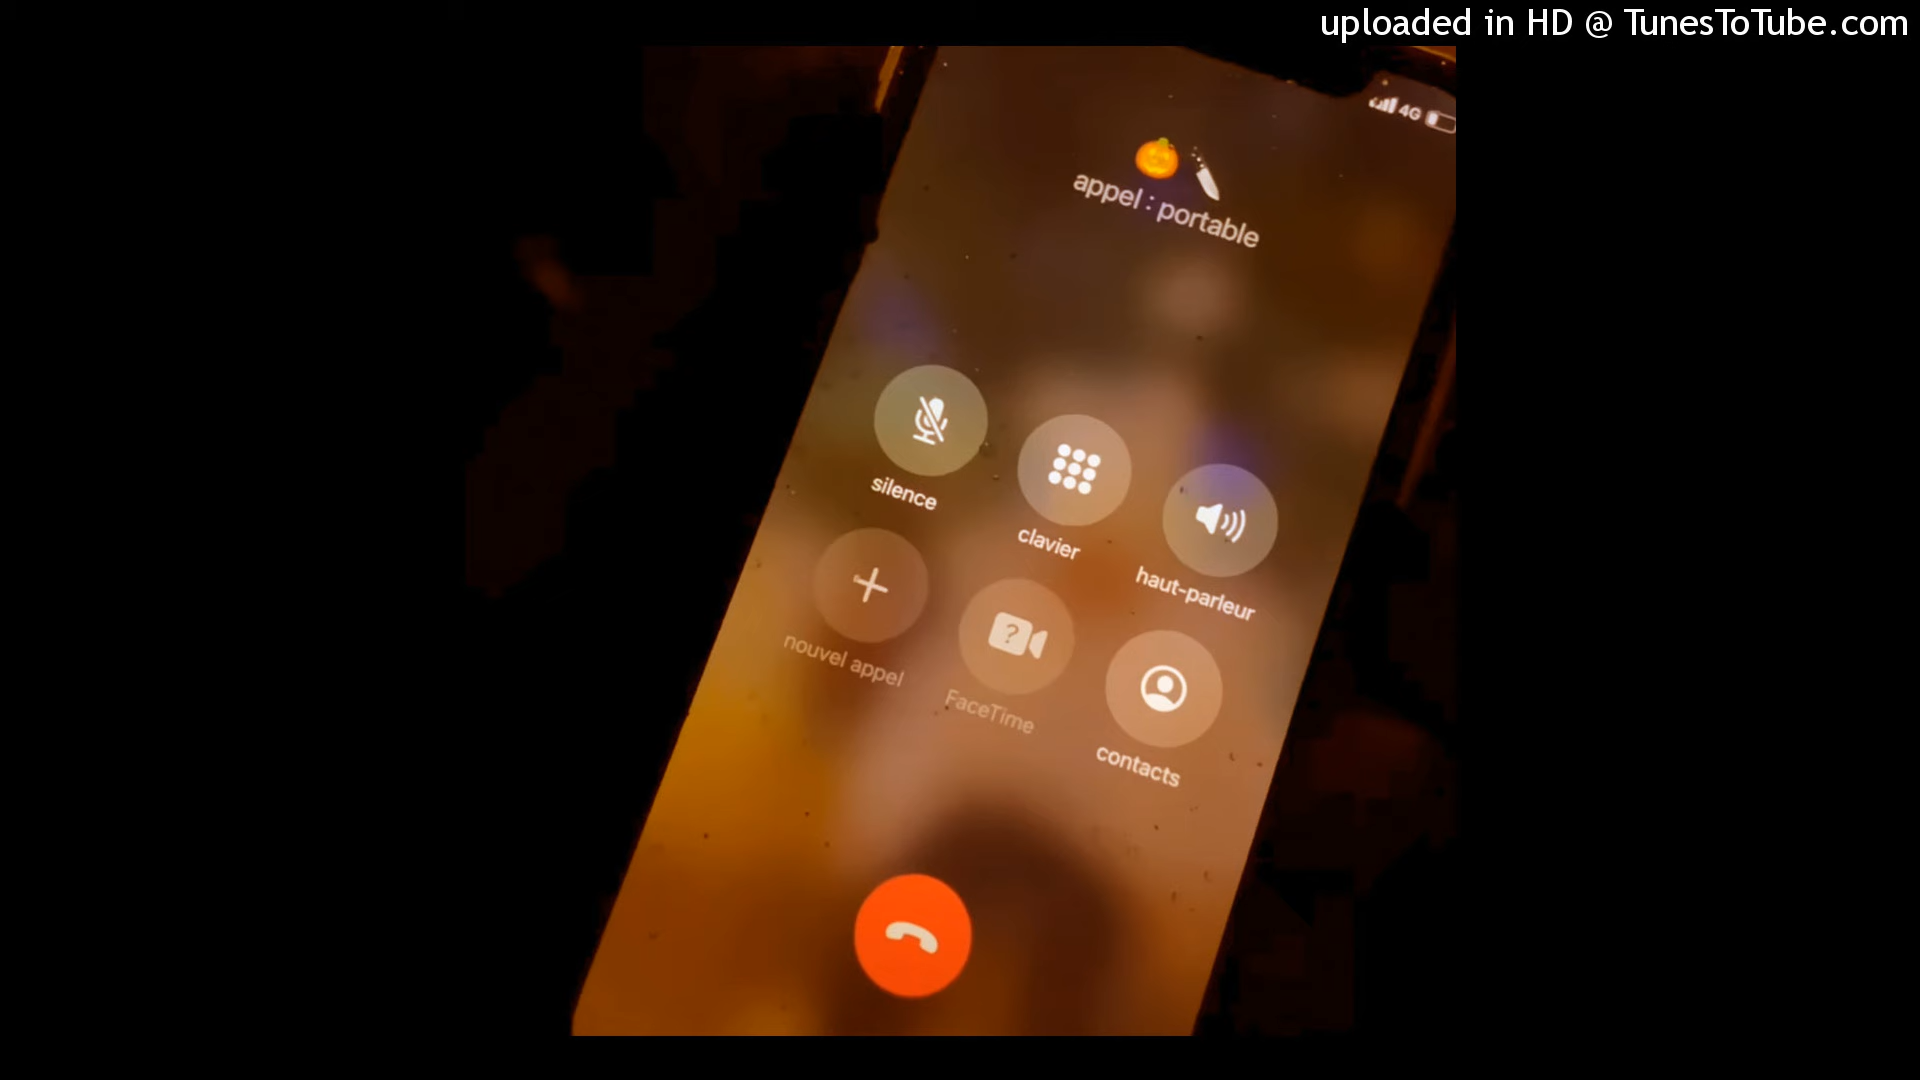 uploaded in HD @ TunesToTube.com
4G
🎃🔪
appel : portable
silence
clavier
haut-parleur
nouvel appel
FaceTime
contacts